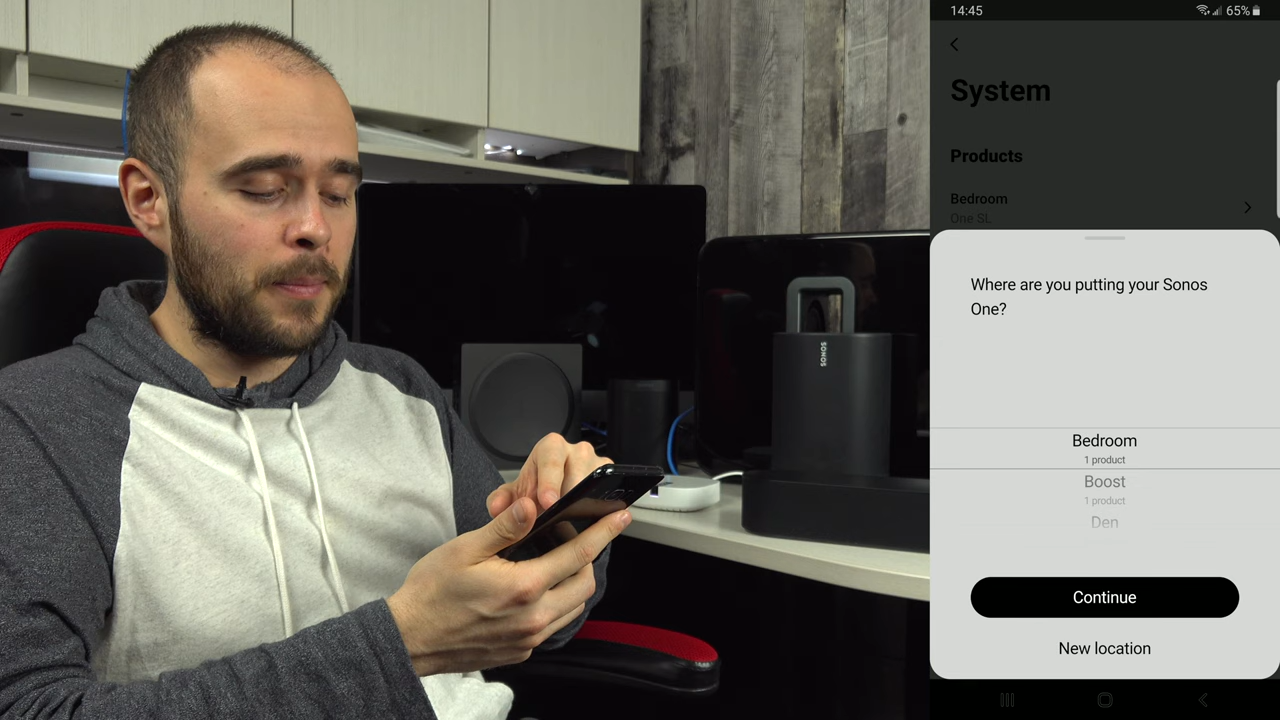 14:45
65%
System
Products
Bedroom
One SL
Where are you putting your Sonos
One?
Bedroom
1 product
Boost
1 product
Den
Continue
New location
SONOS